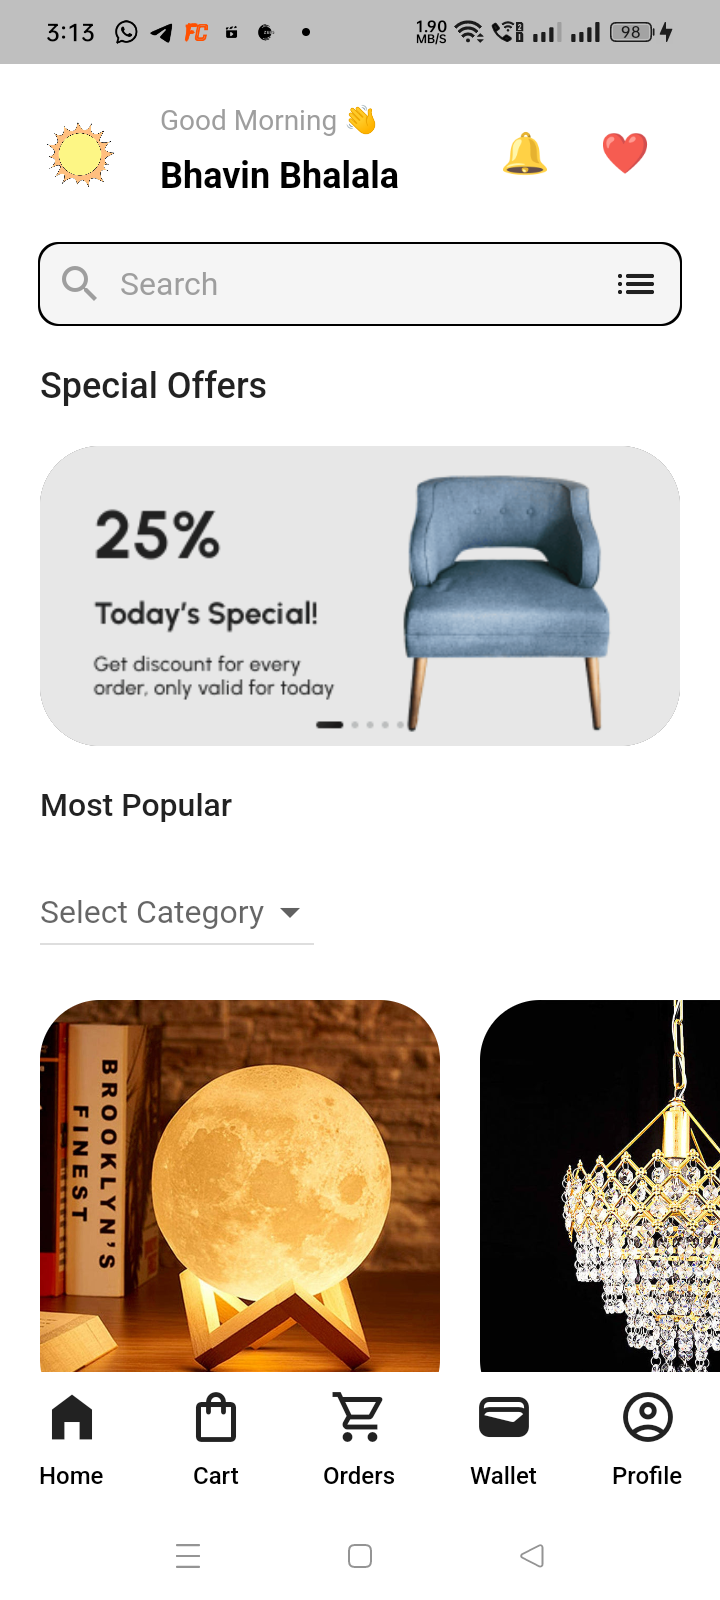 3:13 FC 1.90 MB/S 98
Good Morning 👋
Bhavin Bhalala
Search
Special Offers
25%
Today's Special!
Get discount for every
order, only valid for today
Most Popular
Select Category
BROOKLYN'S
FINEST
Home Cart Orders Wallet Profile